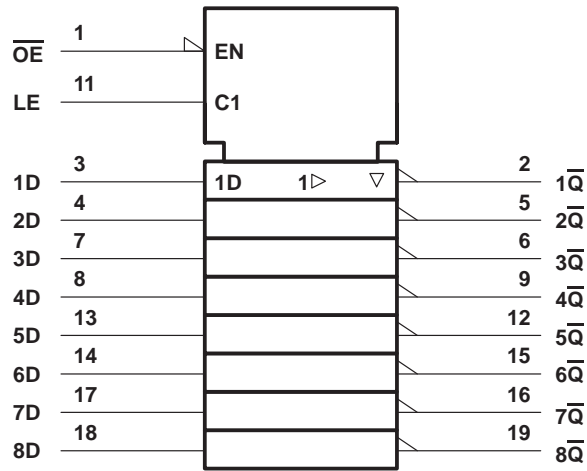 1
O̅E̅ EN
11
LE C1
3 2
1D 1D 1▷ ▽ 1Q̅
4 5
2D 2Q̅
7 6
3D 3Q̅
8 9
4D 4Q̅
13 12
5D 5Q̅
14 15
6D 6Q̅
17 16
7D 7Q̅
18 19
8D 8Q̅